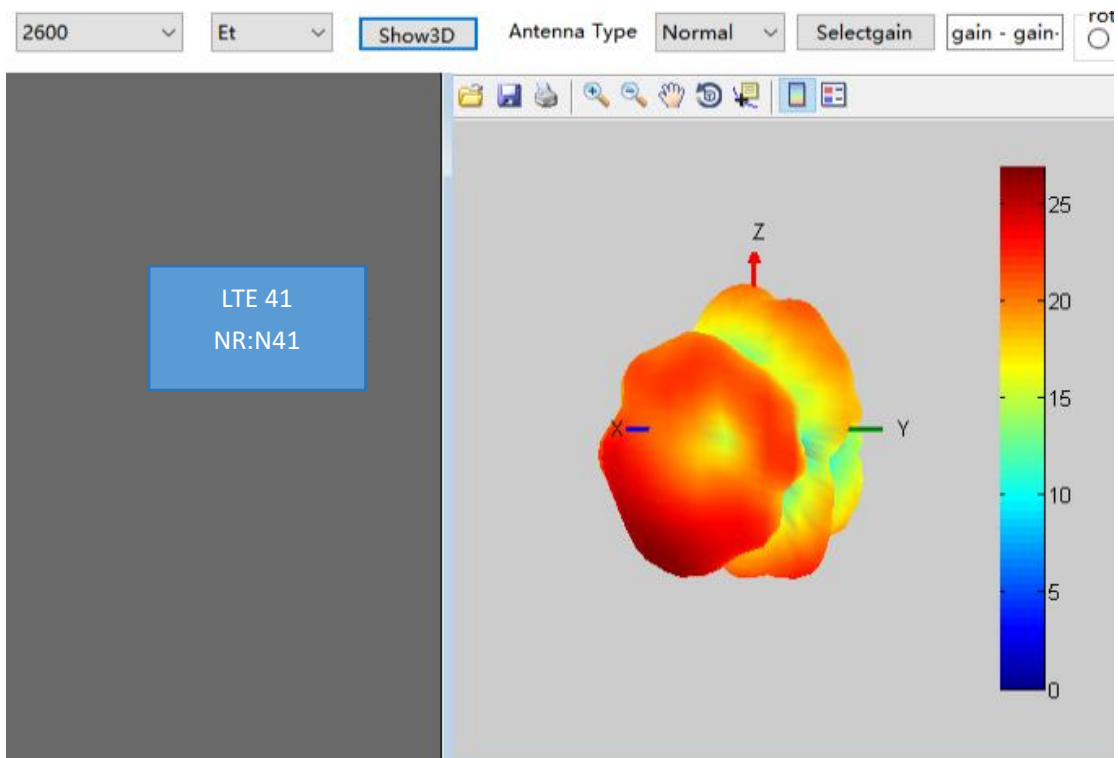 2600 Et Show3D Antenna Type Normal Selectgain gain - gain-
rot
LTE 41
NR:N41
Z
X
Y
25
20
15
10
5
0